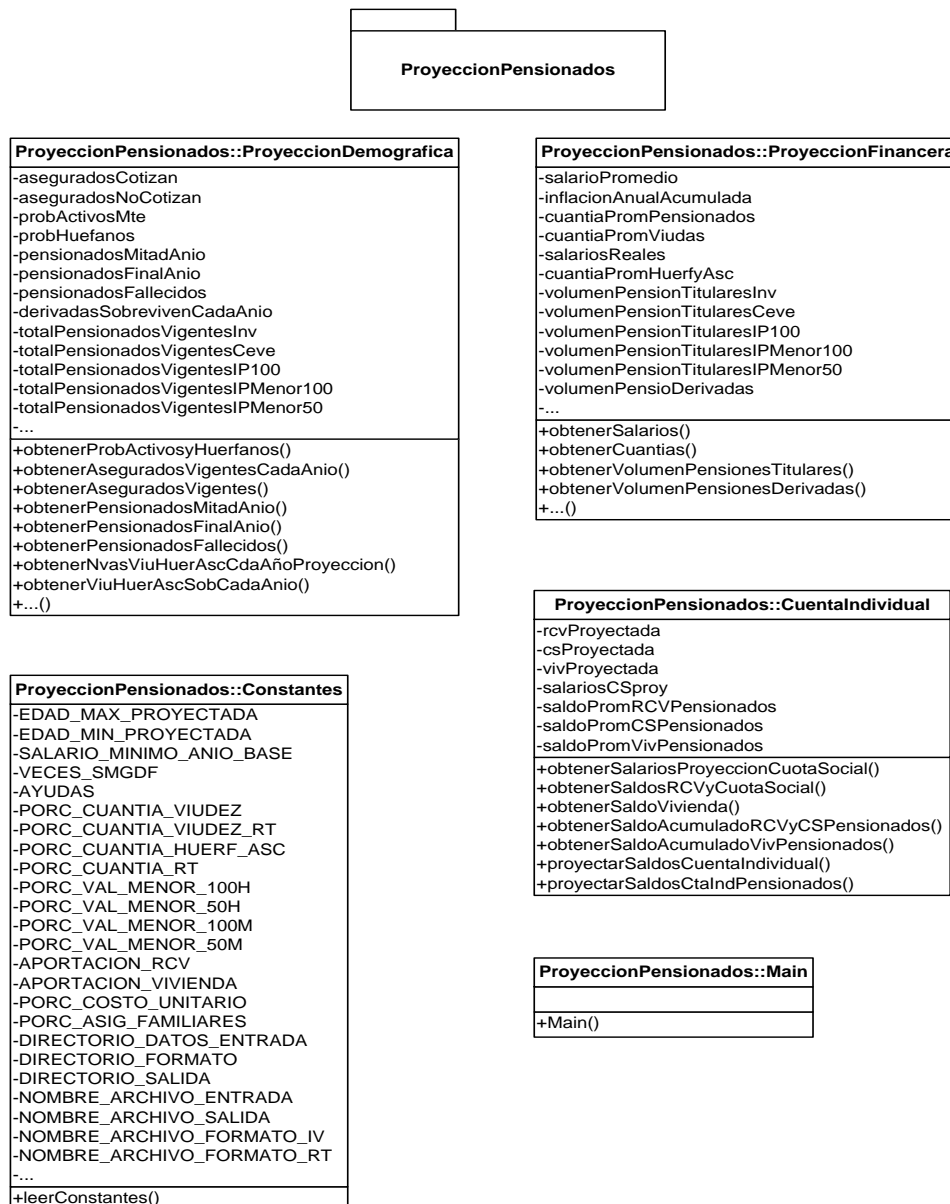 ProyeccionPensionados
ProyeccionPensionados::ProyeccionDemografica
-aseguradosCotizan
-aseguradosNoCotizan
-probActivosMte
-probHuefanos
-pensionadosMitadAnio
-pensionadosFinalAnio
-pensionadosFallecidos
-derivadasSobrevivenCadaAnio
-totalPensionadosVigentesInv
-totalPensionadosVigentesCeve
-totalPensionadosVigentesIP100
-totalPensionadosVigentesIPMenor100
-totalPensionadosVigentesIPMenor50
-...
+obtenerProbActivosyHuerfanos()
+obtenerAseguradosVigentesCadaAnio()
+obtenerAseguradosVigentes()
+obtenerPensionadosMitadAnio()
+obtenerPensionadosFinalAnio()
+obtenerPensionadosFallecidos()
+obtenerNvasViuHuerAscCdaAñoProyeccion()
+obtenerViuHuerAscSobCadaAnio()
+...()
ProyeccionPensionados::ProyeccionFinancera
-salarioPromedio
-inflacionAnualAcumulada
-cuantiaPromPensionados
-cuantiaPromViudas
-salariosReales
-cuantiaPromHuerfyAsc
-volumenPensionTitularesInv
-volumenPensionTitularesCeve
-volumenPensionTitularesIP100
-volumenPensionTitularesIPMenor100
-volumenPensionTitularesIPMenor50
-volumenPensioDerivadas
-...
+obtenerSalarios()
+obtenerCuantias()
+obtenerVolumenPensionesTitulares()
+obtenerVolumenPensionesDerivadas()
+...()
ProyeccionPensionados::CuentaIndividual
-rcvProyectada
-csProyectada
-vivProyectada
-salariosCSproy
-saldoPromRCVPensionados
-saldoPromCSPensionados
-saldoPromVivPensionados
+obtenerSalariosProyeccionCuotaSocial()
+obtenerSaldosRCVyCuotaSocial()
+obtenerSaldoVivienda()
+obtenerSaldoAcumuladoRCVyCSPensionados()
+obtenerSaldoAcumuladoVivPensionados()
+proyectarSaldosCuentaIndividual()
+proyectarSaldosCtaIndPensionados()
ProyeccionPensionados::Constantes
-EDAD_MAX_PROYECTADA
-EDAD_MIN_PROYECTADA
-SALARIO_MINIMO_ANIO_BASE
-VECES_SMGDF
-AYUDAS
-PORC_CUANTIA_VIUDEZ
-PORC_CUANTIA_VIUDEZ_RT
-PORC_CUANTIA_HUERF_ASC
-PORC_CUANTIA_RT
-PORC_VAL_MENOR_100H
-PORC_VAL_MENOR_50H
-PORC_VAL_MENOR_100M
-PORC_VAL_MENOR_50M
-APORTACION_RCV
-APORTACION_VIVIENDA
-PORC_COSTO_UNITARIO
-PORC_ASIG_FAMILIARES
-DIRECTORIO_DATOS_ENTRADA
-DIRECTORIO_FORMATO
-DIRECTORIO_SALIDA
-NOMBRE_ARCHIVO_ENTRADA
-NOMBRE_ARCHIVO_SALIDA
-NOMBRE_ARCHIVO_FORMATO_IV
-NOMBRE_ARCHIVO_FORMATO_RT
-...
+leerConstantes()
ProyeccionPensionados::Main
+Main()